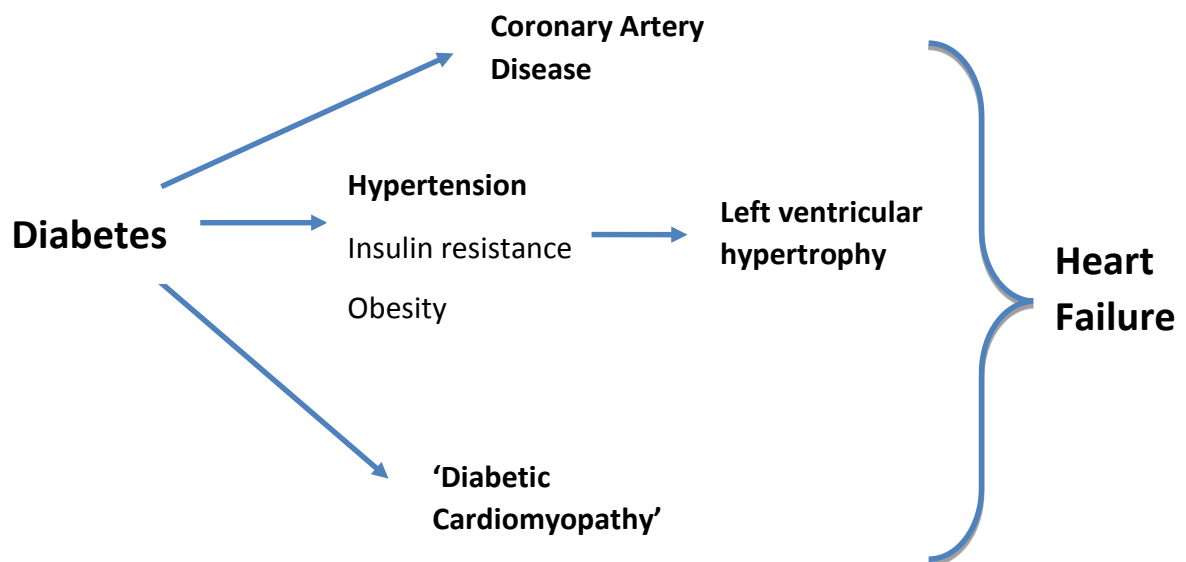 Coronary Artery
Disease
Hypertension
Diabetes
Insulin resistance
Obesity
Left ventricular
hypertrophy
‘Diabetic
Cardiomyopathy’
Heart
Failure